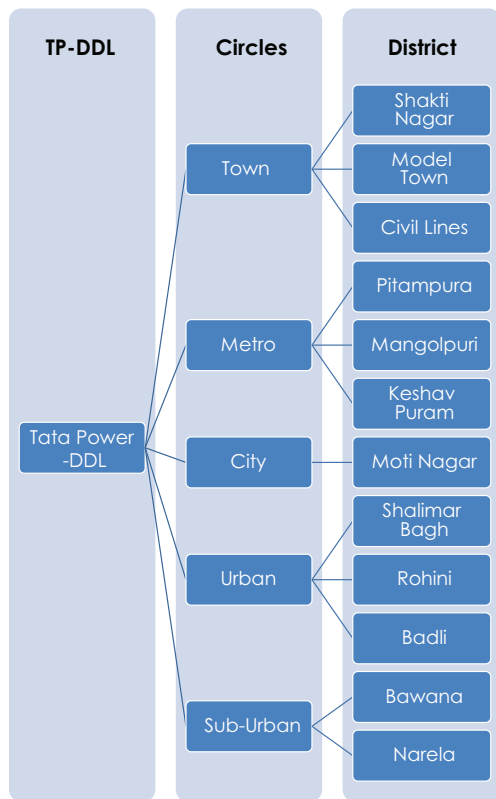 TP-DDL
Circles
District
Tata Power
-DDL
Town
Shakti
Nagar
Model
Town
Civil Lines
Metro
Pitampura
Mangolpuri
Keshav
Puram
City
Moti Nagar
Urban
Shalimar
Bagh
Rohini
Badli
Sub-Urban
Bawana
Narela